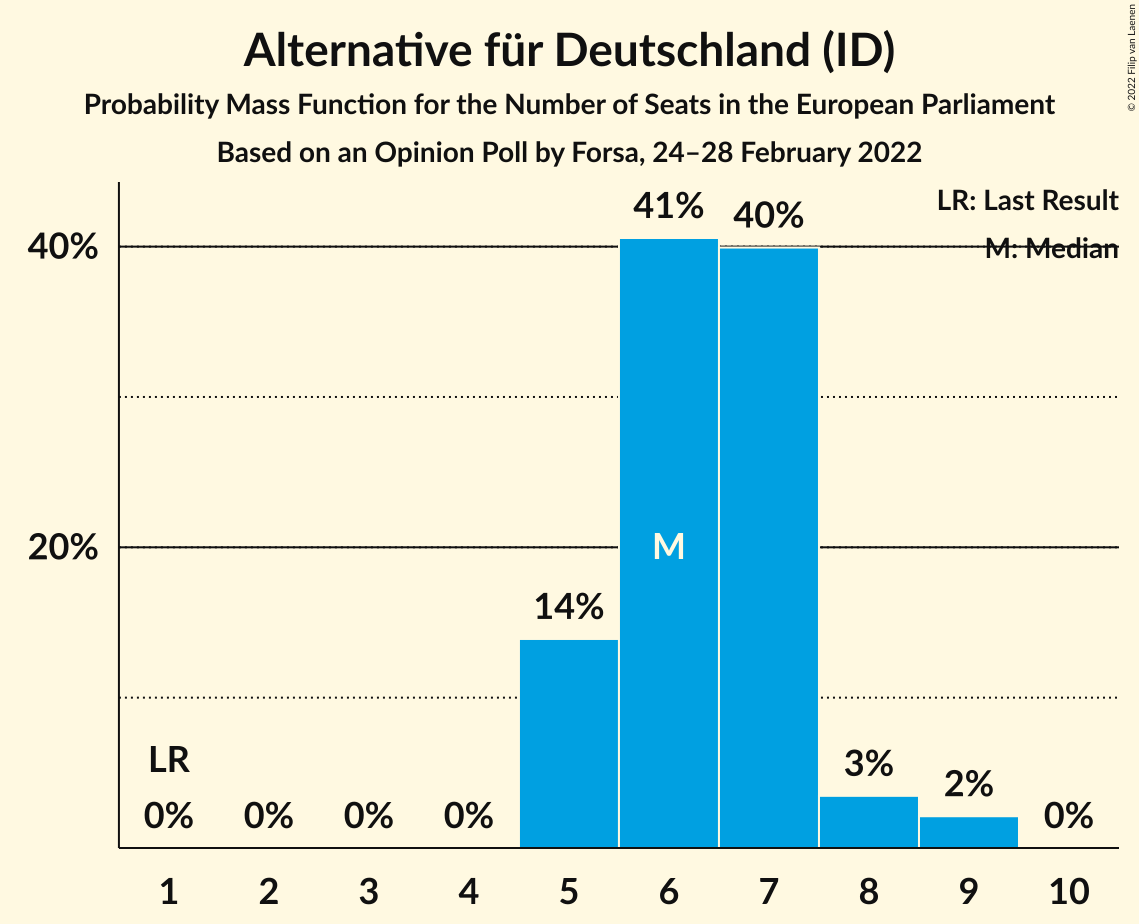 Alternative für Deutschland (ID)
Probability Mass Function for the Number of Seats in the European Parliament
Based on an Opinion Poll by Forsa, 24–28 February 2022
© 2022 Filip van Laenen
LR: Last Result
M: Median
41%
40%
40%
20%
M
14%
LR
3%
2%
0%
0%
0%
0%
0%
1
2
3
4
5
6
7
8
9
10